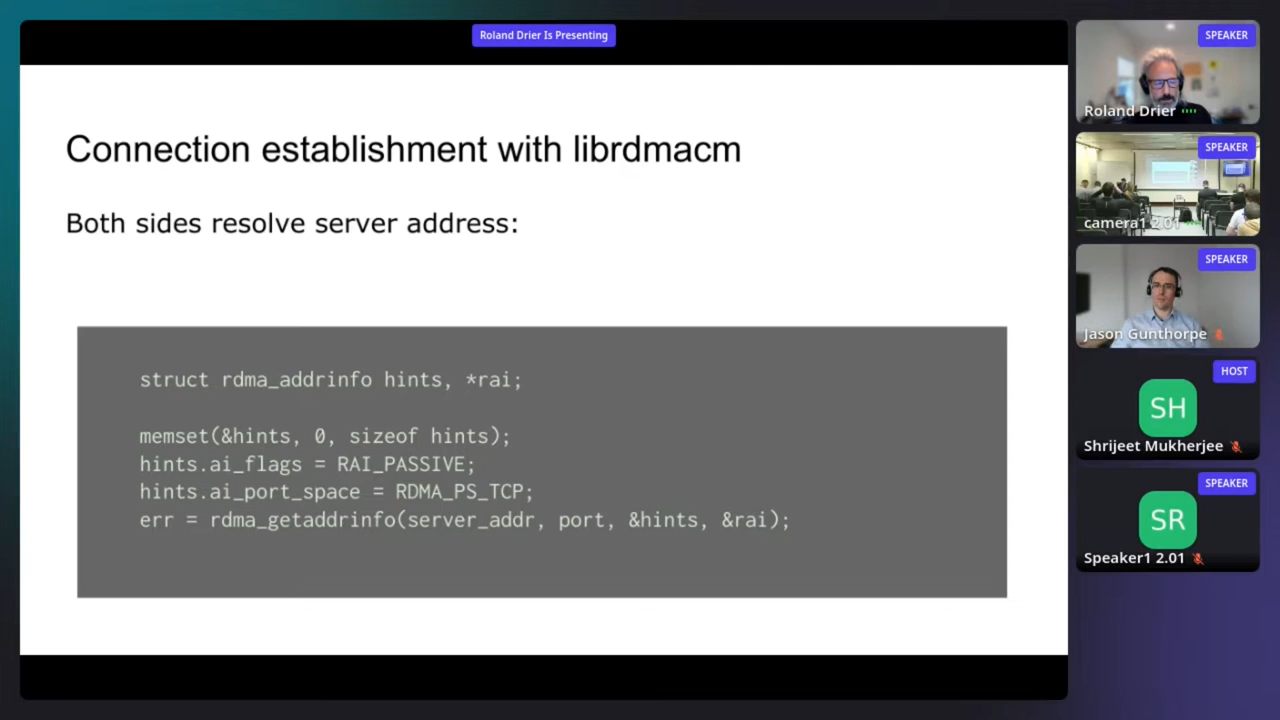 Roland Drier Is Presenting
Connection establishment with librdmacm
Both sides resolve server address:
struct rdma_addrinfo hints, *rai;
memset(&hints, 0, sizeof hints);
hints.ai_flags = RAI_PASSIVE;
hints.ai_port_space = RDMA_PS_TCP;
err = rdma_getaddrinfo(server_addr, port, &hints, &rai);
SPEAKER
Roland Drier
SPEAKER
camera1 2.01
SPEAKER
Jason Gunthorpe
HOST
SH
Shrijeet Mukherjee
SPEAKER
SR
Speaker1 2.01